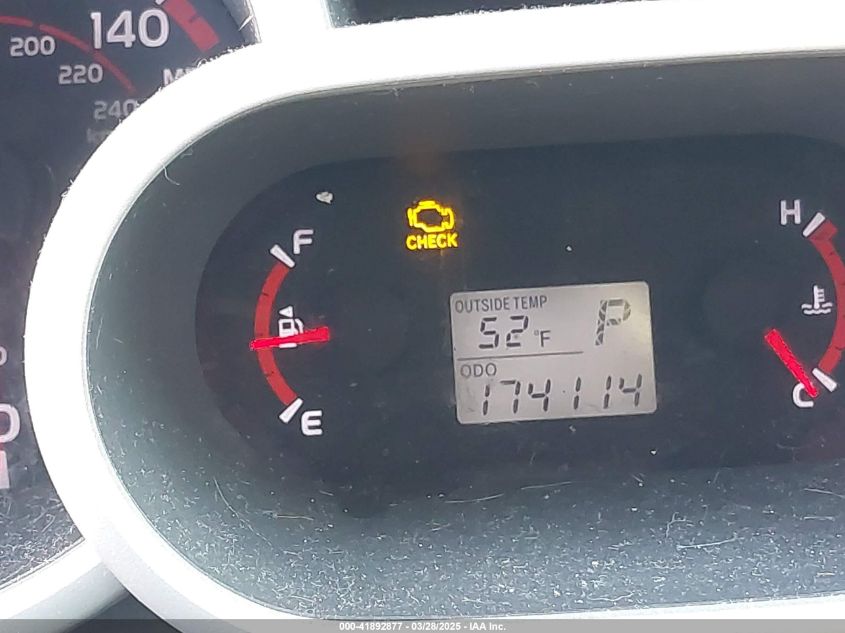 140
200
220
240
F
CHECK
H
OUTSIDE TEMP
52°F
P
ODO
174114
E
C
000-41892877 - 03/28/2025 - IAA Inc.